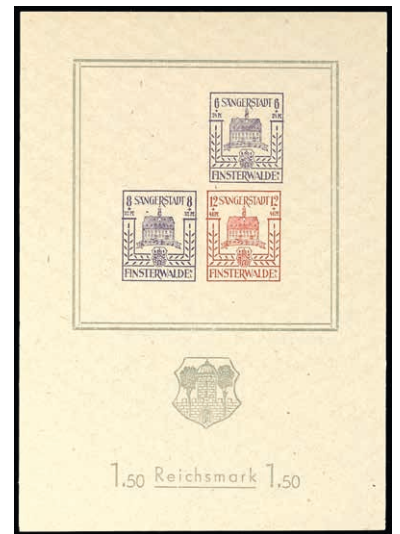 6 SÄNGERSTADT 6
FINSTERWALDE
8 SÄNGERSTADT 8
FINSTERWALDE
12 SÄNGERSTADT 12
FINSTERWALDE
1.50 Reichsmark 1.50